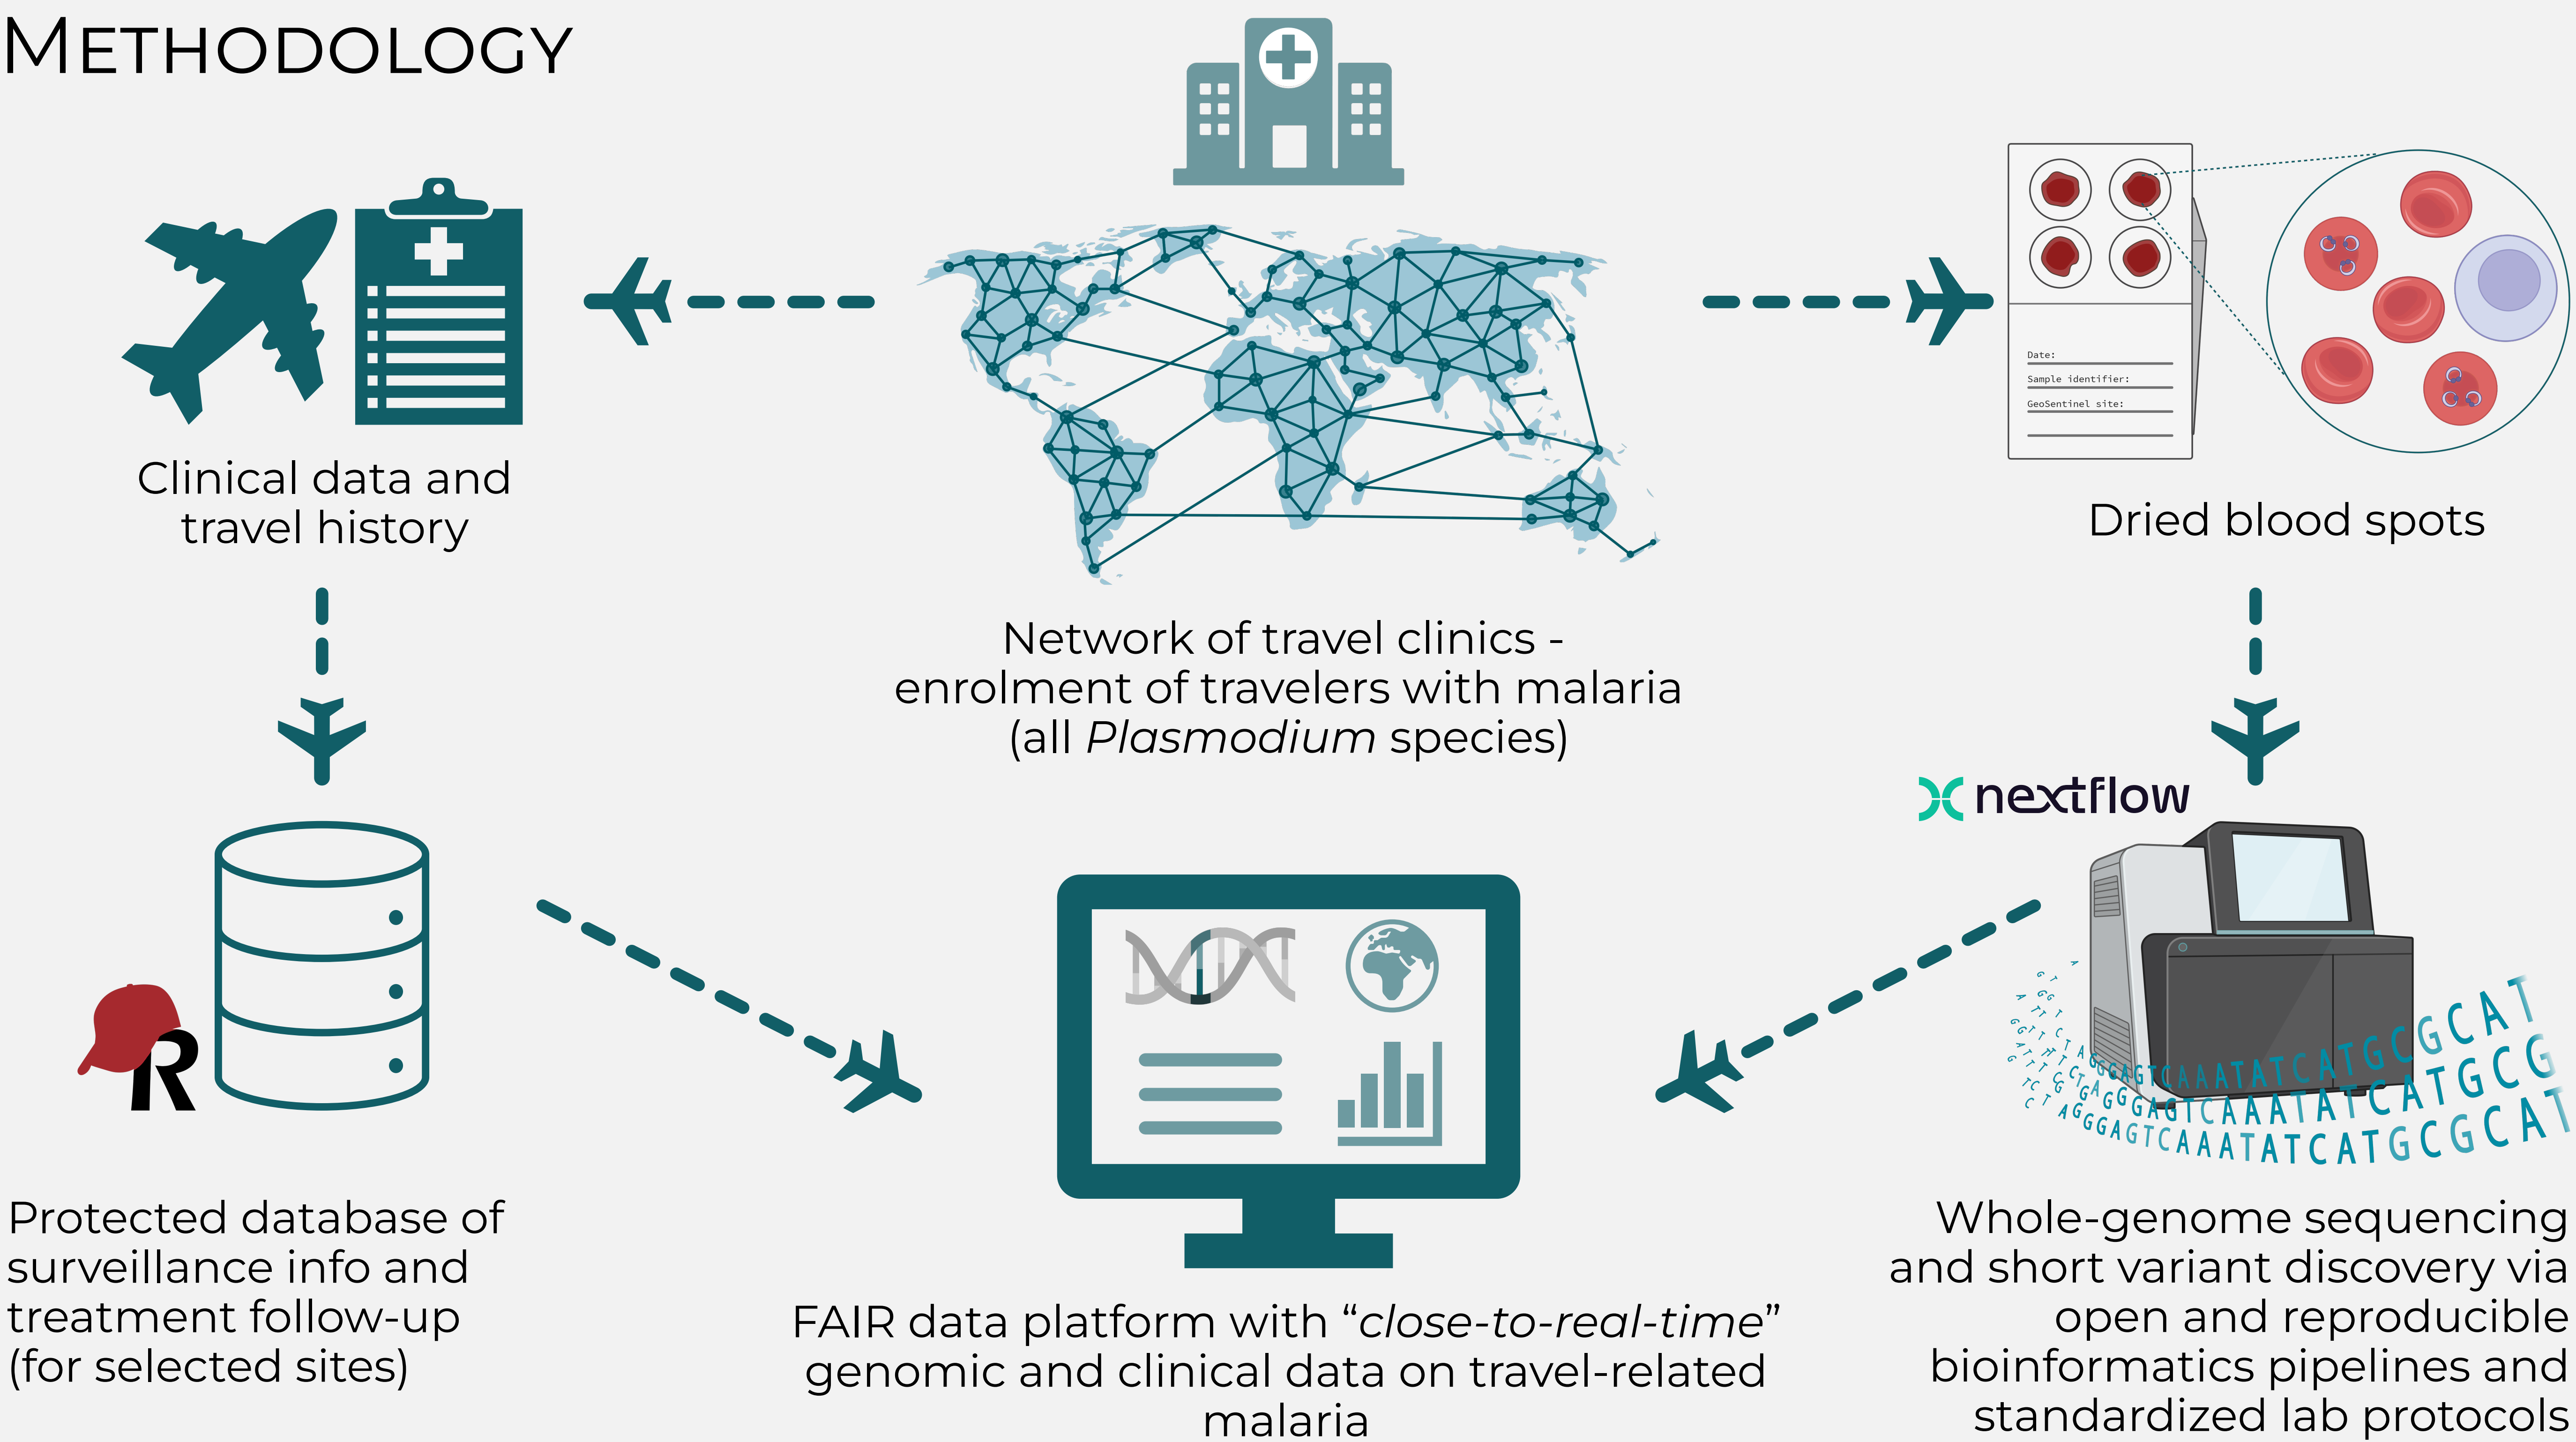 METHODOLOGY
Clinical data and
travel history
Network of travel clinics -
enrolment of travelers with malaria
(all Plasmodium species)
Date:
Sample identifier:
GeoSentinel site:
Dried blood spots
nextflow
R
Protected database of
surveillance info and
treatment follow-up
(for selected sites)
FAIR data platform with “close-to-real-time”
genomic and clinical data on travel-related
malaria
AGGGAGTCAAATATCATGCGCAT
AGGGAGTCAAATATCATGCG
AGGGAGTCAAATATCATGCGCAT
Whole-genome sequencing
and short variant discovery via
open and reproducible
bioinformatics pipelines and
standardized lab protocols